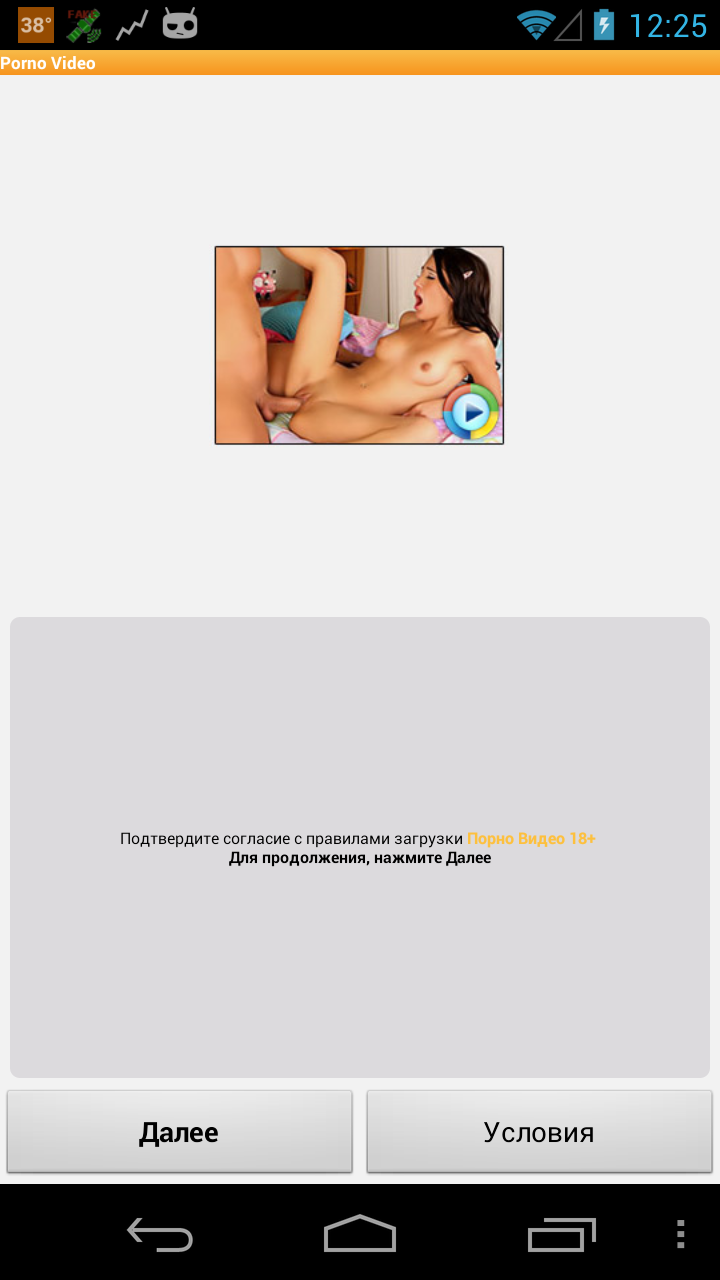 38°
FAKE
12:25
Porno Video
Подтвердите согласие с правилами загрузки Порно Видео 18+
Для продолжения, нажмите Далее
Далее
Условия